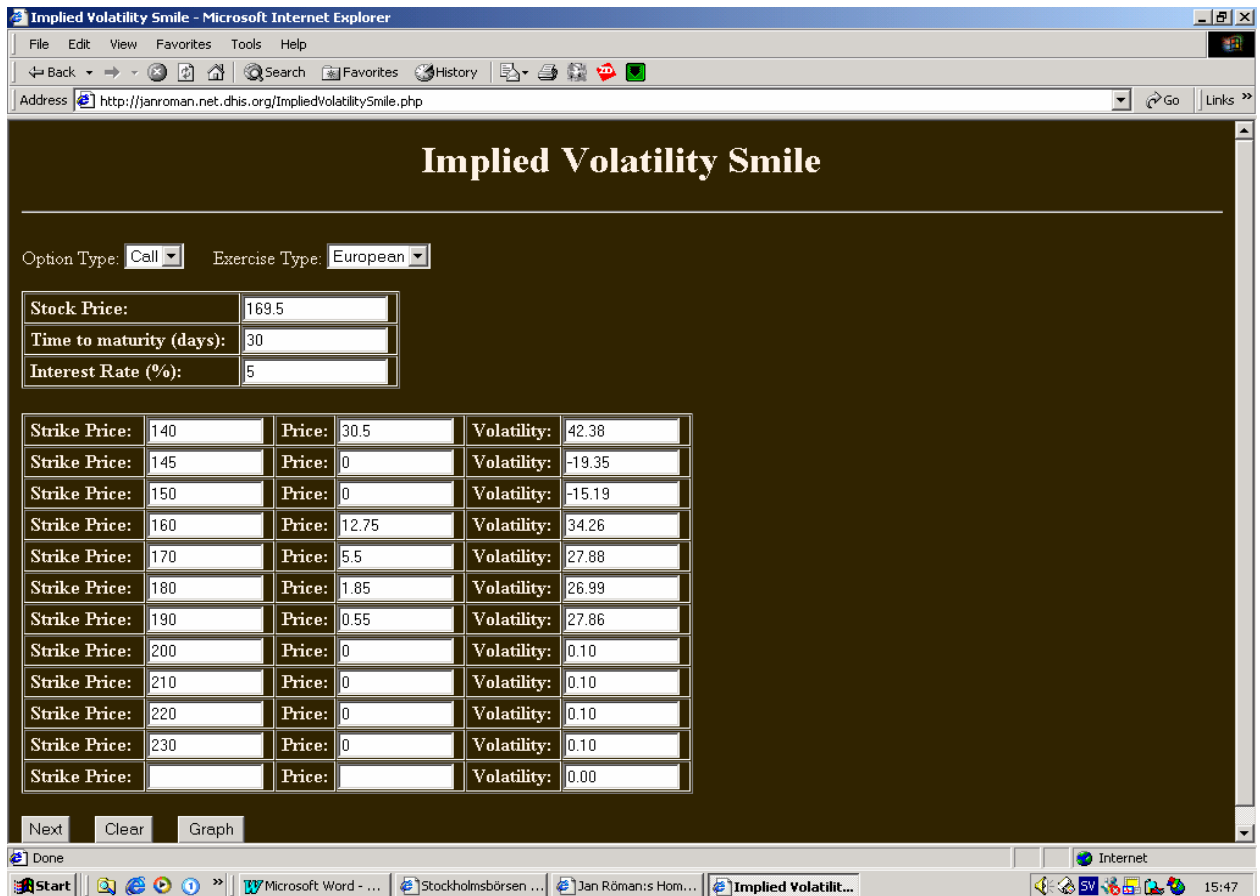 Implied Volatility Smile - Microsoft Internet Explorer
File Edit View Favorites Tools Help
Back Search Favorites History
Address http://janroman.net.dhis.org/ImpliedVolatilitySmile.php Go Links »
Implied Volatility Smile
Option Type: Call Exercise Type: European
Stock Price: 169.5
Time to maturity (days): 30
Interest Rate (%): 5
Strike Price: 140 Price: 30.5 Volatility: 42.38
Strike Price: 145 Price: 0 Volatility: -19.35
Strike Price: 150 Price: 0 Volatility: -15.19
Strike Price: 160 Price: 12.75 Volatility: 34.26
Strike Price: 170 Price: 5.5 Volatility: 27.88
Strike Price: 180 Price: 1.85 Volatility: 26.99
Strike Price: 190 Price: 0.55 Volatility: 27.86
Strike Price: 200 Price: 0 Volatility: 0.10
Strike Price: 210 Price: 0 Volatility: 0.10
Strike Price: 220 Price: 0 Volatility: 0.10
Strike Price: 230 Price: 0 Volatility: 0.10
Strike Price: Price: Volatility: 0.00
Next Clear Graph
Done Internet
Start » Microsoft Word - ... Stockholmsbörsen ... Jan Röman:s Hom... Implied Volatilit... SV 15:47